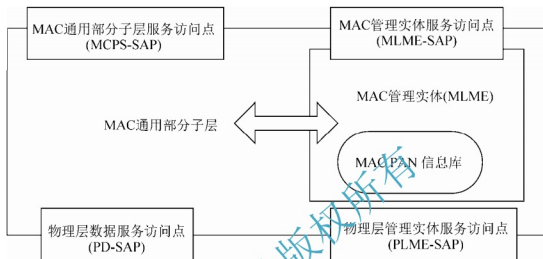 MAC通用部分子层服务访问点
(MCPS-SAP)
MAC管理实体服务访问点
(MLME-SAP)
MAC管理实体(MLME)
MAC通用部分子层
MAC PAN 信息库
物理层数据服务访问点
(PD-SAP)
物理层管理实体服务访问点
(PLME-SAP)
版权所有